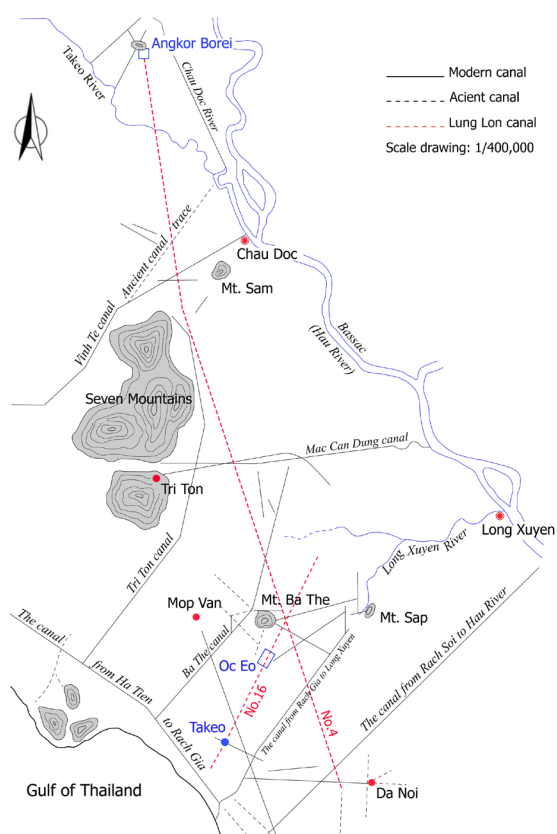 Angkor Borei
Takeo River
Chau Doc River
Modern canal
Acient canal
Lung Lon canal
Scale drawing: 1/400,000
Ancient canal trace
Chau Doc
Mt. Sam
Vinh Te canal
Bassac
(Hau River)
Seven Mountains
Mac Can Dung canal
Tri Ton
Long Xuyen
Long Xuyen River
Tri Ton canal
Mop Van
Mt. Ba The
Mt. Sap
The canal
from Ha Tien
to Rach Gia
Ba The canal
Oc Eo
The canal from Rach Gia to Long Xuyen
The canal from Rach Soi to Hau River
No.16
No.4
Takeo
Gulf of Thailand
Da Noi